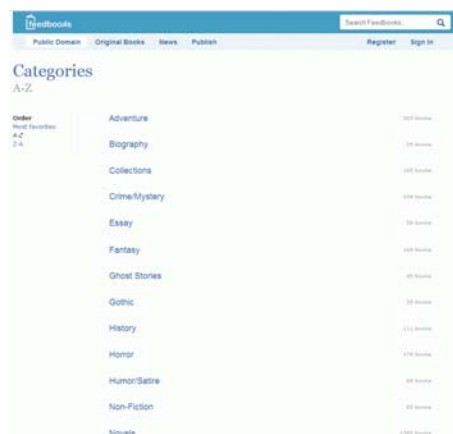 feedbooks
Search Feedbooks..
Public Domain Original Books News Publish Register Sign In
Categories
A-Z
Order
Most favorites
A-Z
Z-A
Adventure
Biography
Collections
Crime/Mystery
Essay
Fantasy
Ghost Stories
Gothic
History
Horror
Humor/Satire
Non-Fiction
Novels